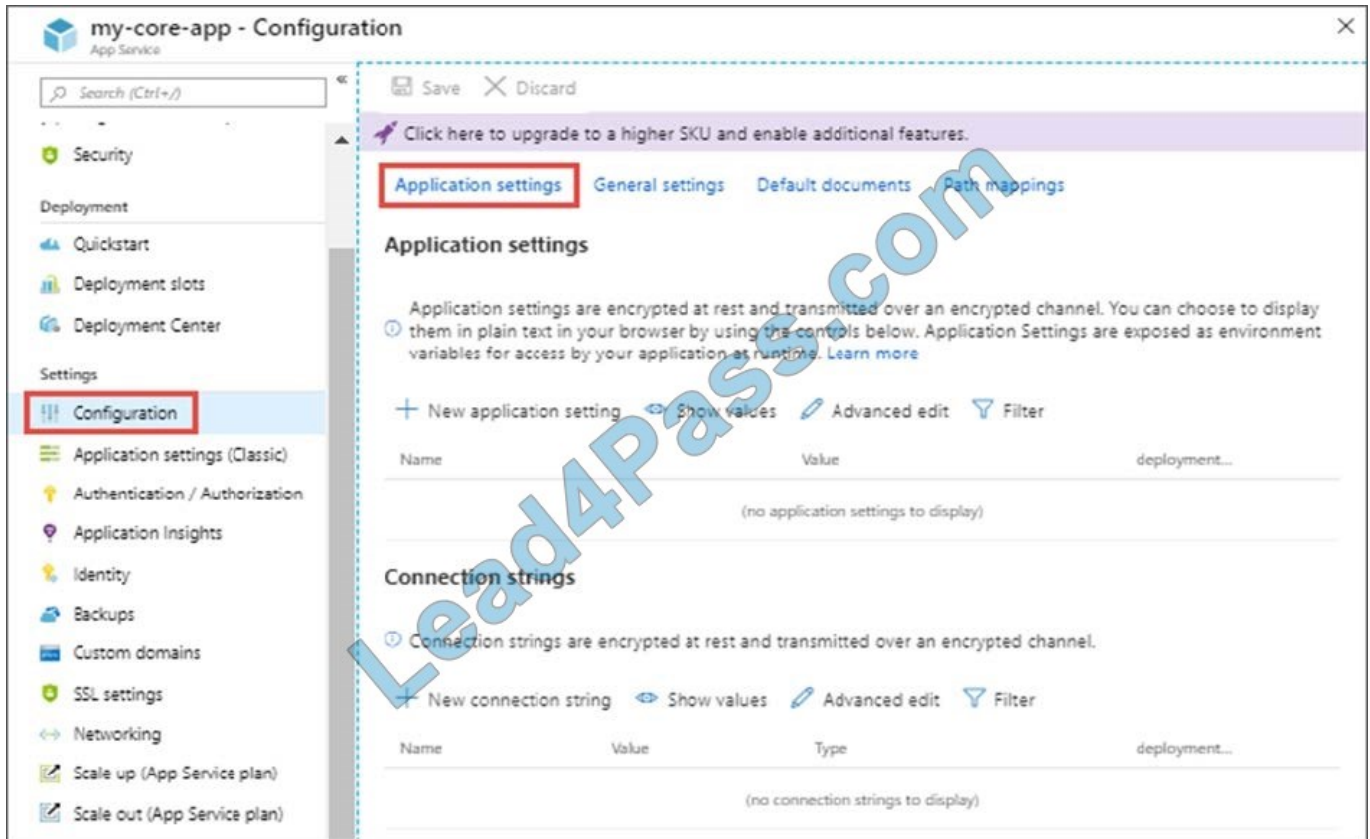 my-core-app - Configuration
App Service
Search (Ctrl+/)
Security
Deployment
Quickstart
Deployment slots
Deployment Center
Settings
Configuration
Application settings (Classic)
Authentication / Authorization
Application Insights
Identity
Backups
Custom domains
SSL settings
Networking
Scale up (App Service plan)
Scale out (App Service plan)
Save Discard
Click here to upgrade to a higher SKU and enable additional features.
Application settings General settings Default documents Path mappings
Application settings
Application settings are encrypted at rest and transmitted over an encrypted channel. You can choose to display
them in plain text in your browser by using the controls below. Application Settings are exposed as environment
variables for access by your application at runtime. Learn more
New application setting Show values Advanced edit Filter
Name Value deployment...
(no application settings to display)
Connection strings
Connection strings are encrypted at rest and transmitted over an encrypted channel.
New connection string Show values Advanced edit Filter
Name Value Type deployment...
(no connection strings to display)
Lead4Pass.com